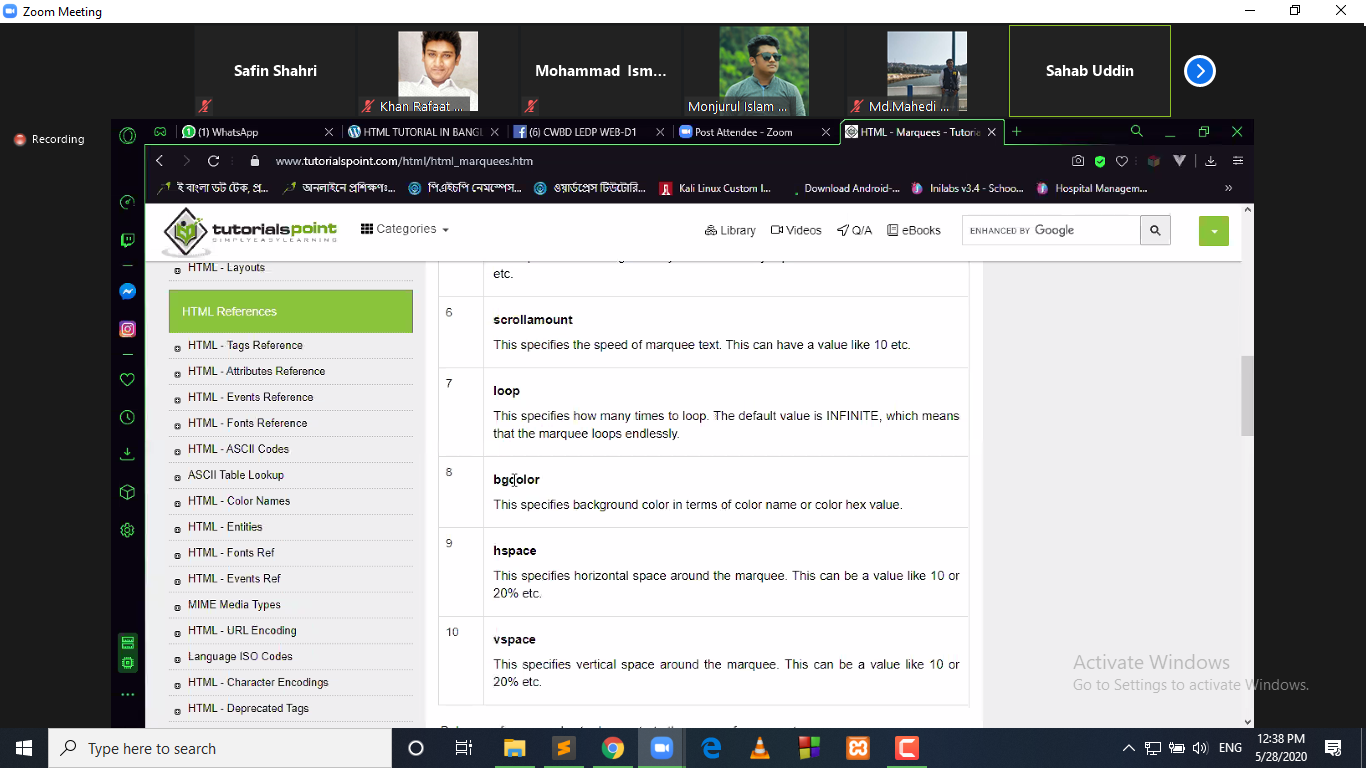 Zoom Meeting
Safin Shahri
Khan Rafaat ...
Mohammad Ism...
Monjurul Islam ...
Md.Mahedi ...
Sahab Uddin
Recording
(1) WhatsApp
HTML TUTORIAL IN BANGL
(6) CWBD LEDP WEB-D1
Post Attendee - Zoom
HTML - Marquees - Tutoria
www.tutorialspoint.com/html/html_marquees.htm
ই বাংলা ডট টেক, প্র...
অনলাইনে প্রশিক্ষণঃ...
পিএইচপি নেমস্পেস...
ওয়ার্ডপ্রেস টিউটোরি...
Kali Linux Custom I...
Download Android-...
Inilabs v3.4 - Schoo...
Hospital Managem...
»
tutorialspoint
SIMPLYEASYLEARNING
Categories
Library
Videos
Q/A
eBooks
ENHANCED BY Google
HTML - Layouts
HTML References
HTML - Tags Reference
HTML - Attributes Reference
HTML - Events Reference
HTML - Fonts Reference
HTML - ASCII Codes
ASCII Table Lookup
HTML - Color Names
HTML - Entities
HTML - Fonts Ref
HTML - Events Ref
MIME Media Types
HTML - URL Encoding
Language ISO Codes
HTML - Character Encodings
HTML - Deprecated Tags
etc.
6
scrollamount
This specifies the speed of marquee text. This can have a value like 10 etc.
7
loop
This specifies how many times to loop. The default value is INFINITE, which means
that the marquee loops endlessly.
8
bgcolor
This specifies background color in terms of color name or color hex value.
9
hspace
This specifies horizontal space around the marquee. This can be a value like 10 or
20% etc.
10
vspace
This specifies vertical space around the marquee. This can be a value like 10 or
20% etc.
Activate Windows
Go to Settings to activate Windows.
Type here to search
ENG
12:38 PM
5/28/2020